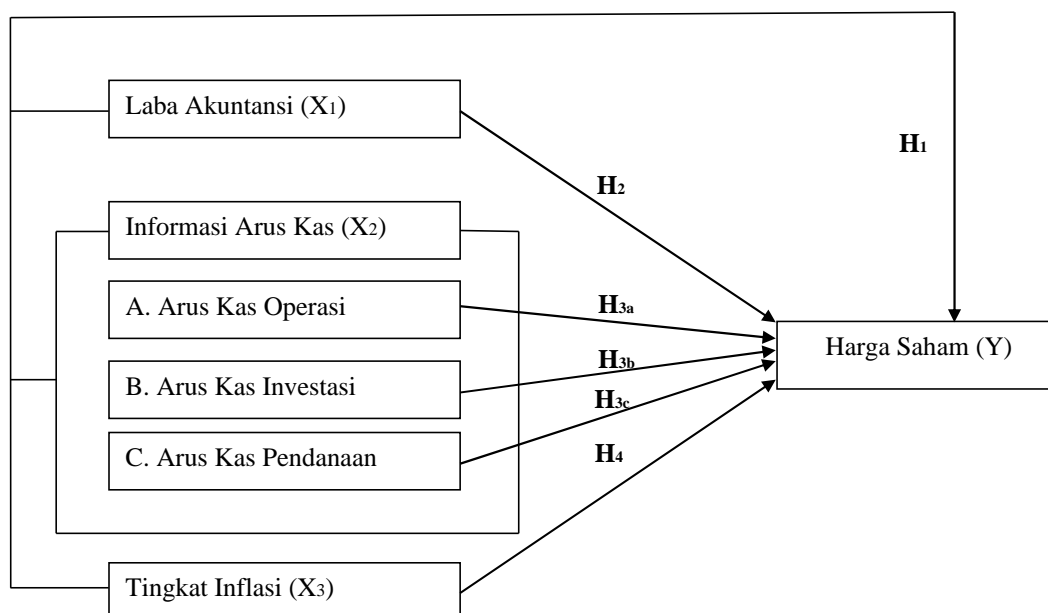 Laba Akuntansi (X1)
H1
H2
Informasi Arus Kas (X2)
A. Arus Kas Operasi
H3a
Harga Saham (Y)
B. Arus Kas Investasi
H3b
H3c
C. Arus Kas Pendanaan
H4
Tingkat Inflasi (X3)